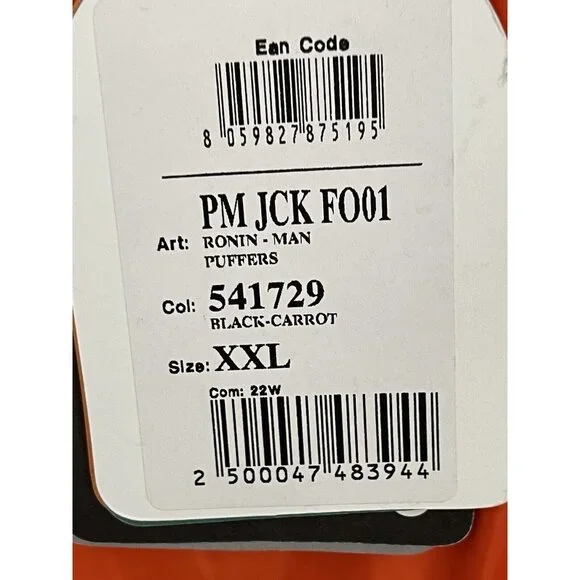 Ean Code
8 059827 875195
PM JCK FO01
Art: RONIN - MAN
PUFFERS
Col: 541729
BLACK-CARROT
Size: XXL
Com: 22W
2 500047 483944